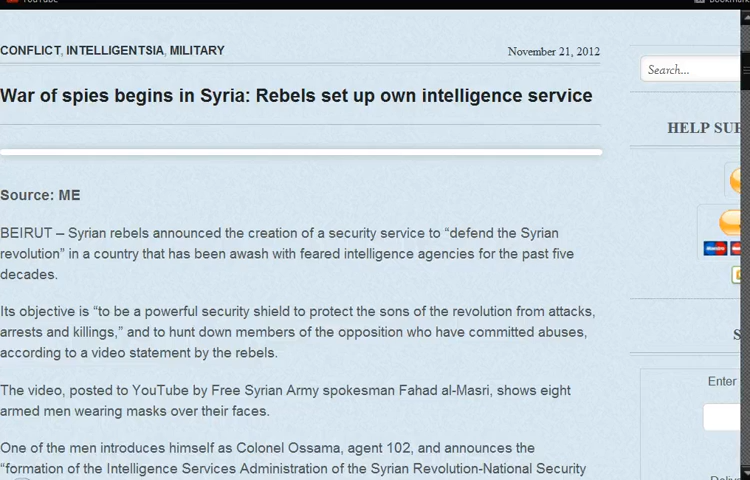 YouTube
CONFLICT, INTELLIGENTSIA, MILITARY
November 21, 2012
Search...
War of spies begins in Syria: Rebels set up own intelligence service
HELP SUP
Source: ME
BEIRUT – Syrian rebels announced the creation of a security service to “defend the Syrian
revolution” in a country that has been awash with feared intelligence agencies for the past five
decades.
Its objective is “to be a powerful security shield to protect the sons of the revolution from attacks,
arrests and killings,” and to hunt down members of the opposition who have committed abuses,
according to a video statement by the rebels.
The video, posted to YouTube by Free Syrian Army spokesman Fahad al-Masri, shows eight
armed men wearing masks over their faces.
One of the men introduces himself as Colonel Ossama, agent 102, and announces the
“formation of the Intelligence Services Administration of the Syrian Revolution-National Security
S
Enter